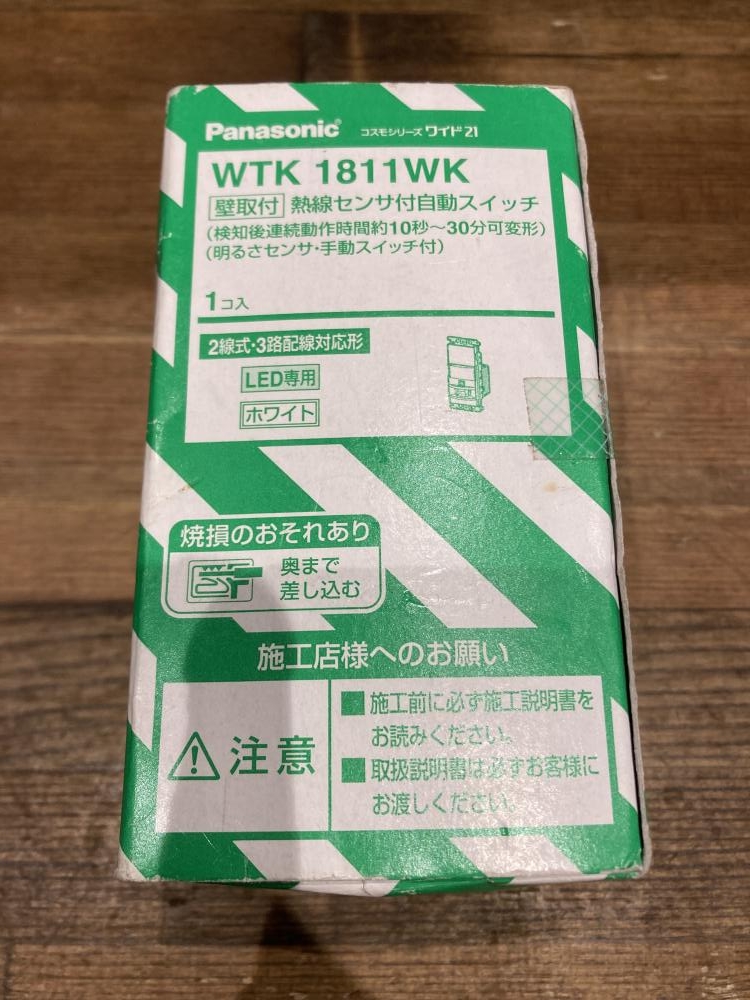 Panasonic コスモシリーズ ワイド21
WTK 1811WK
壁取付 熱線センサ付自動スイッチ
(検知後連続動作時間約10秒〜30分可変形)
(明るさセンサ・手動スイッチ付)
1コ入
2線式・3路配線対応形
LED専用
ホワイト
焼損のおそれあり
奥まで
差し込む
施工店様へのお願い
注意
■施工前に必ず施工説明書を
お読みください。
■取扱説明書は必ずお客様に
お渡しください。